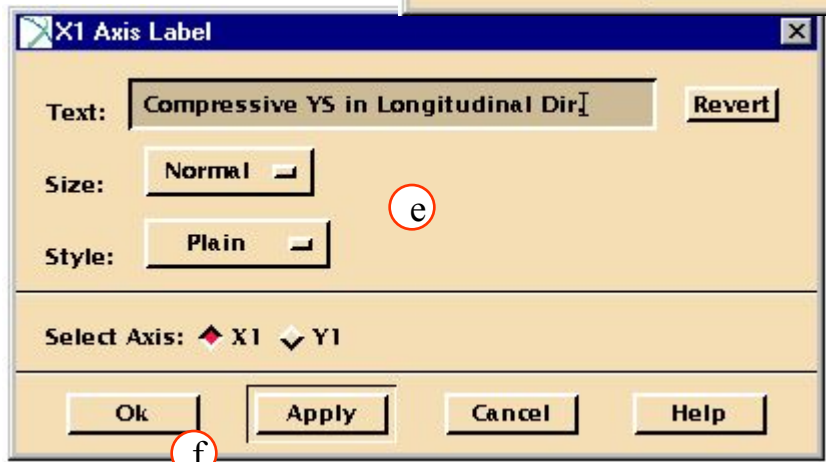 X1 Axis Label
Text: Compressive YS in Longitudinal Dir. Revert
Size: Normal
e
Style: Plain
Select Axis: X1 Y1
Ok Apply Cancel Help
f